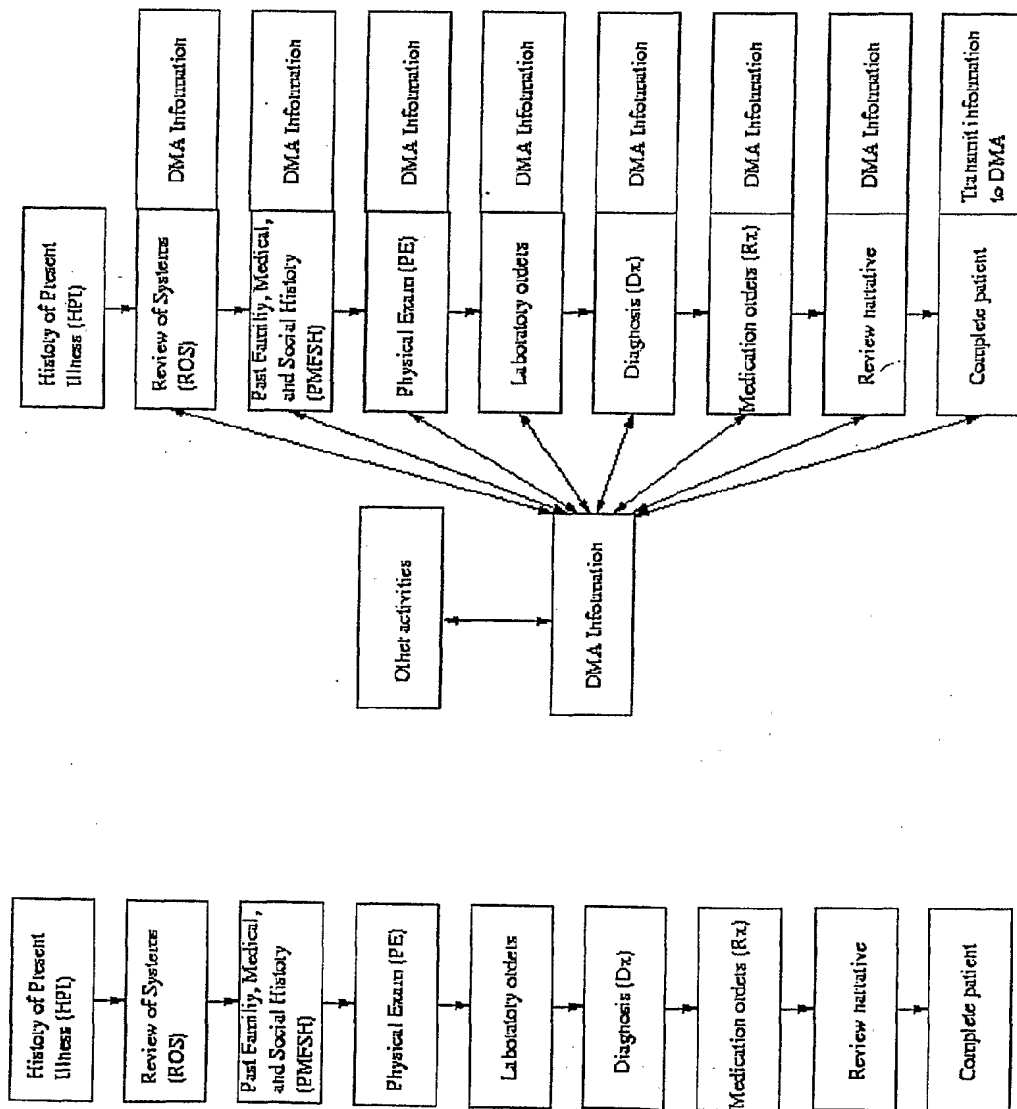 History of Present
Illness (HPI)
Review of Systems
(ROS)
Past Family, Medical,
and Social History
(PMFSH)
Physical Exam (PE)
Laboratory orders
Diagnosis (Dx)
Medication orders (Rx)
Review narrative
Complete patient
Other activities
DMA Information
History of Present
Illness (HPI)
Review of Systems
(ROS)
DMA Information
Past Family, Medical,
and Social History
(PMFSH)
DMA Information
Physical Exam (PE)
DMA Information
Laboratory orders
DMA Information
Diagnosis (Dx)
DMA Information
Medication orders (Rx)
DMA Information
Review narrative
DMA Information
Complete patient
Transmit information
to DMA